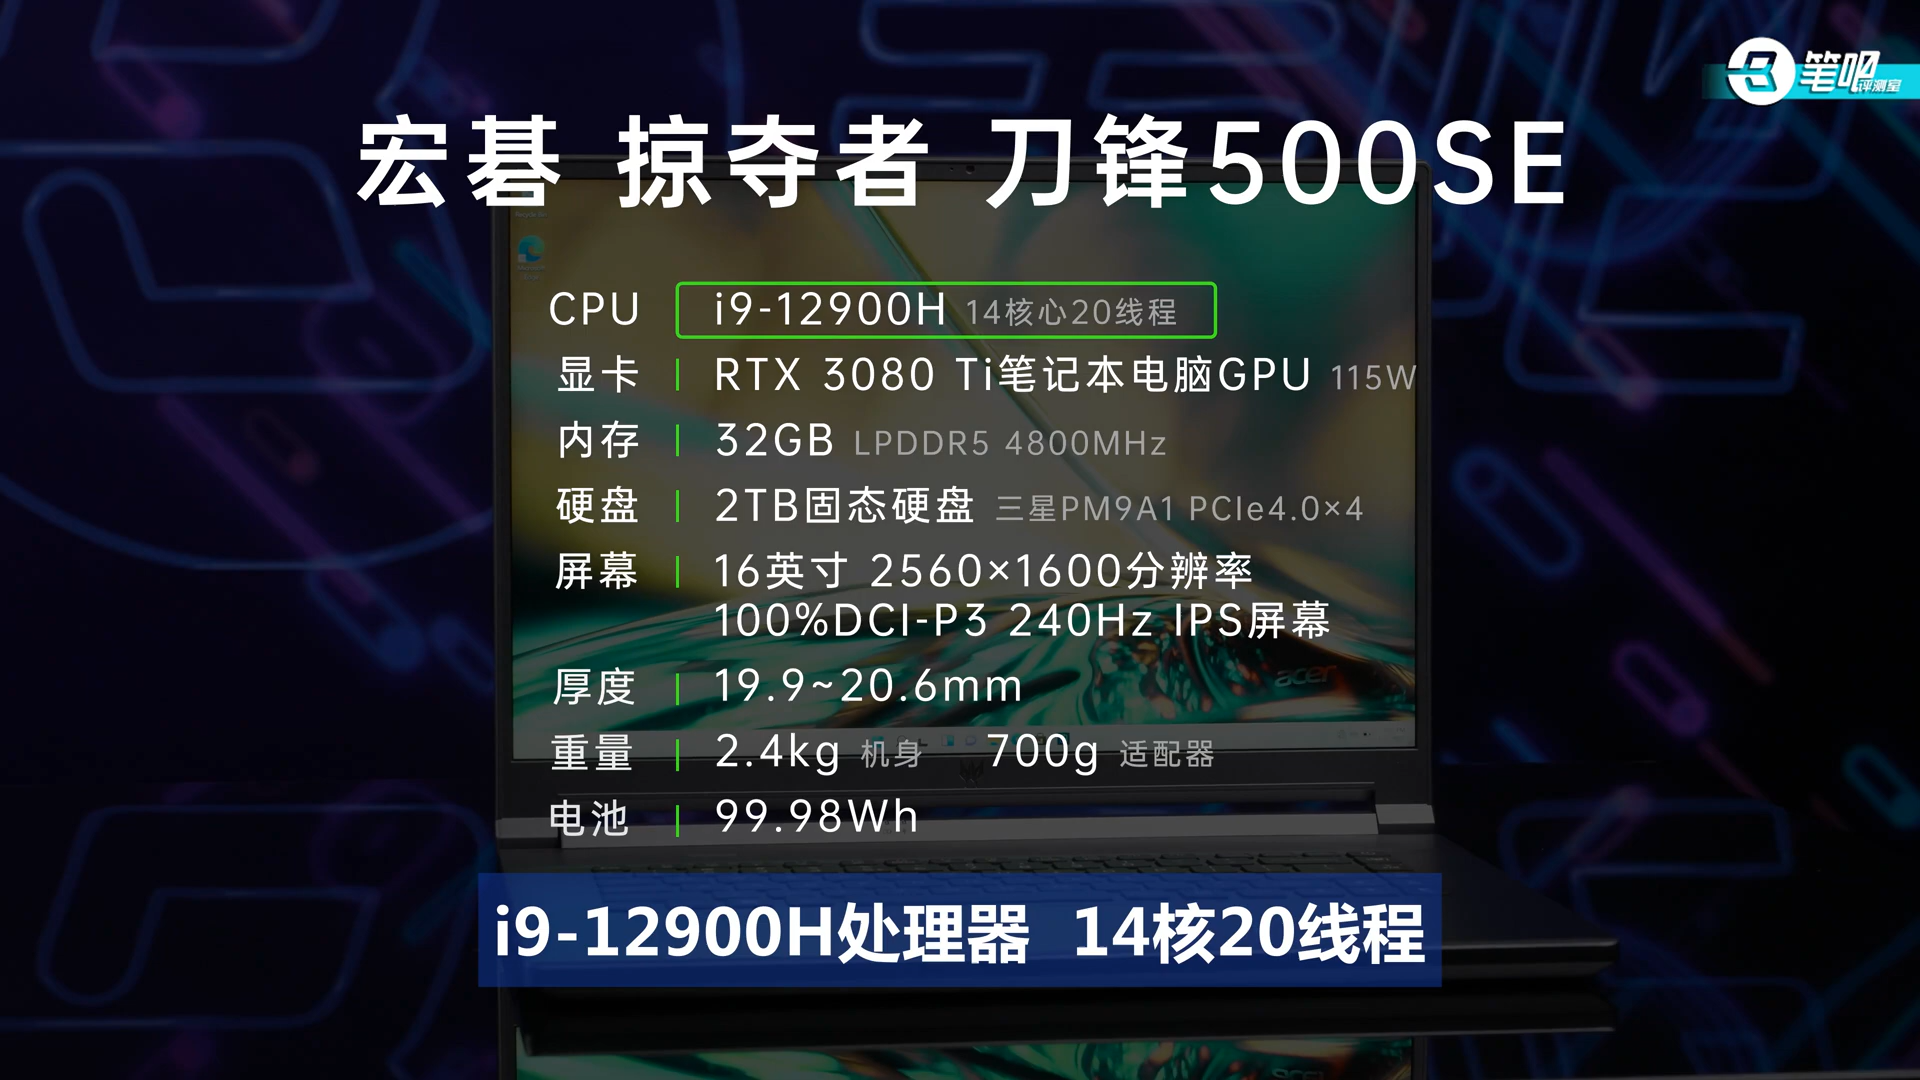 笔吧评测室
宏碁 掠夺者 刀锋500SE
CPU i9-12900H 14核心20线程
显卡 RTX 3080 Ti笔记本电脑GPU 115W
内存 32GB LPDDR5 4800MHz
硬盘 2TB固态硬盘 三星PM9A1 PCIe4.0×4
屏幕 16英寸 2560×1600分辨率
100%DCI-P3 240Hz IPS屏幕
acer
厚度 19.9~20.6mm
重量 2.4kg 机身 700g 适配器
电池 99.98Wh
i9-12900H处理器 14核20线程